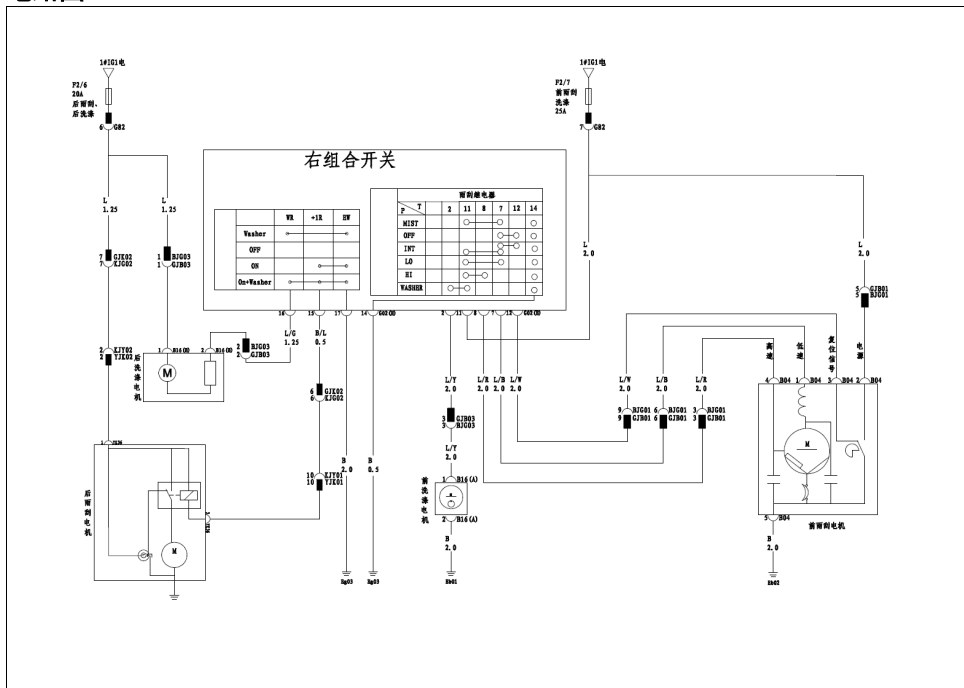 1#IG1电
F2/6
20A
后雨刮、
后洗涤
6 G82
1#IG1电
F2/7
前雨刮
洗涤
25A
7 G82
右组合开关
WR +1R EW
Washer
OFF
ON
On+Washer
雨刮继电器
P T 2 11 8 7 12 14
MIST
OFF
INT
LO
HI
WASHER
L
1.25
L
1.25
L
2.0
L
2.0
7 GJK02
7 KJG02
1 BJG03
1 GJB03
5 GJB01
5 BJG01
16 15 17 14 G02(B)
2 11 8 7 12 G02(B)
L/G
1.25
B/L
0.5
2 KJY02
2 YJK02
后洗涤电机
1 B16(B)
2 B16(B)
M
2 BJG03
2 GJB03
6 GJK02
6 KJG02
10 KJY01
10 YJK01
B
2.0
B
0.5
Eg03
Eg03
后雨刮电机
M
L/Y
2.0
L/R
2.0
L/B
2.0
L/W
2.0
3 GJB03
3 BJG03
L/Y
2.0
前洗涤电机
1 B16(A)
2 B16(A)
B
2.0
Eb01
L/W
2.0
L/B
2.0
L/R
2.0
9 BJG01
9 GJB01
6 BJG01
6 GJB01
3 BJG01
3 GJB01
高速
低速
复位信号
电源
4 B04
1 B04
3 B04
2 B04
M
5 B04
前雨刮电机
B
2.0
Eb02